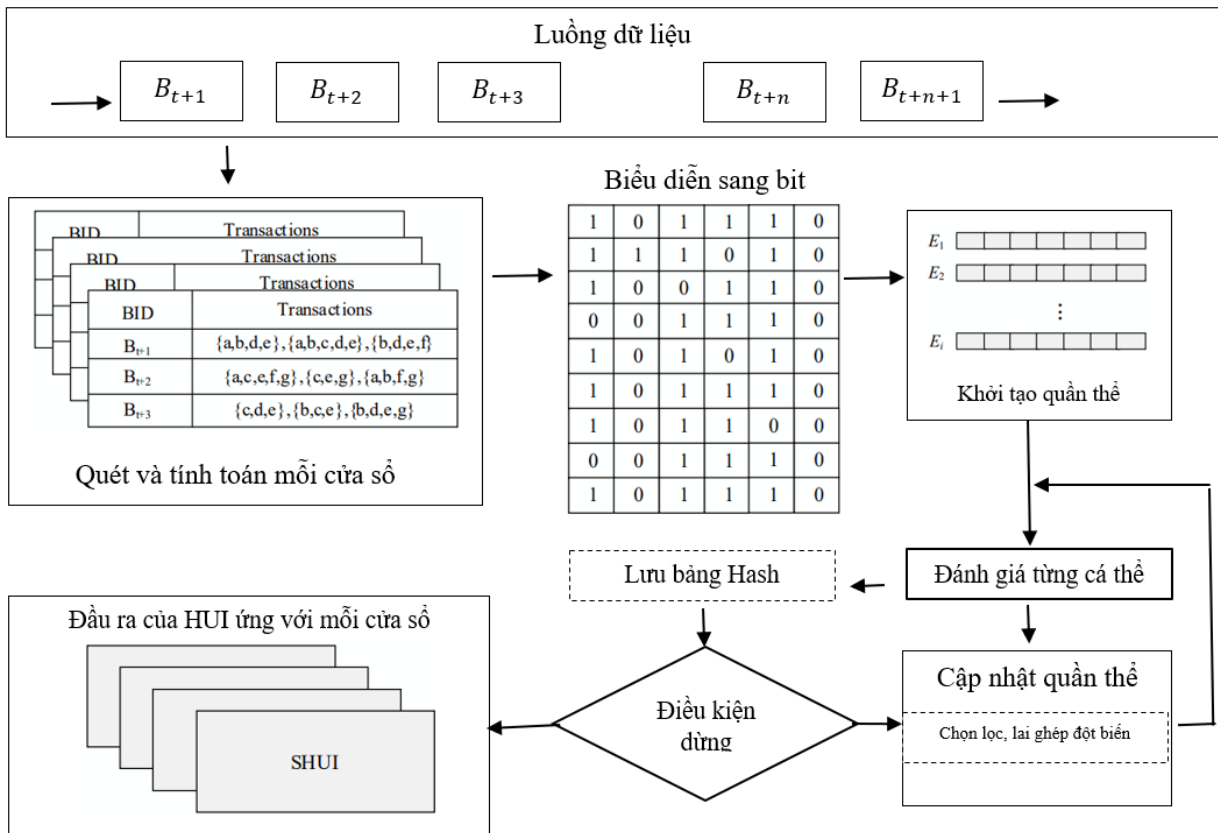 Luồng dữ liệu
B_{t+1} B_{t+2} B_{t+3} B_{t+n} B_{t+n+1}
BID Transactions
BID Transactions
BID Transactions
BID Transactions
B_{t+1} {a,b,d,e},{a,b,c,d,e},{b,d,e,f}
B_{t+2} {a,c,e,f,g},{c,e,g},{a,b,f,g}
B_{t+3} {c,d,e},{b,c,e},{b,d,e,g}
Quét và tính toán mỗi cửa sổ
Biểu diễn sang bit
1 0 1 1 1 0
1 1 1 0 1 0
1 0 0 1 1 0
0 0 1 1 1 0
1 0 1 0 1 0
1 0 1 1 1 0
1 0 1 1 0 0
0 0 1 1 1 0
1 0 1 1 1 0
E_1
E_2
⋮
E_i
Khởi tạo quần thể
Đánh giá từng cá thể
Lưu bảng Hash
Điều kiện
dừng
Cập nhật quần thể
Chọn lọc, lai ghép đột biến
Đầu ra của HUI ứng với mỗi cửa sổ
SHUI